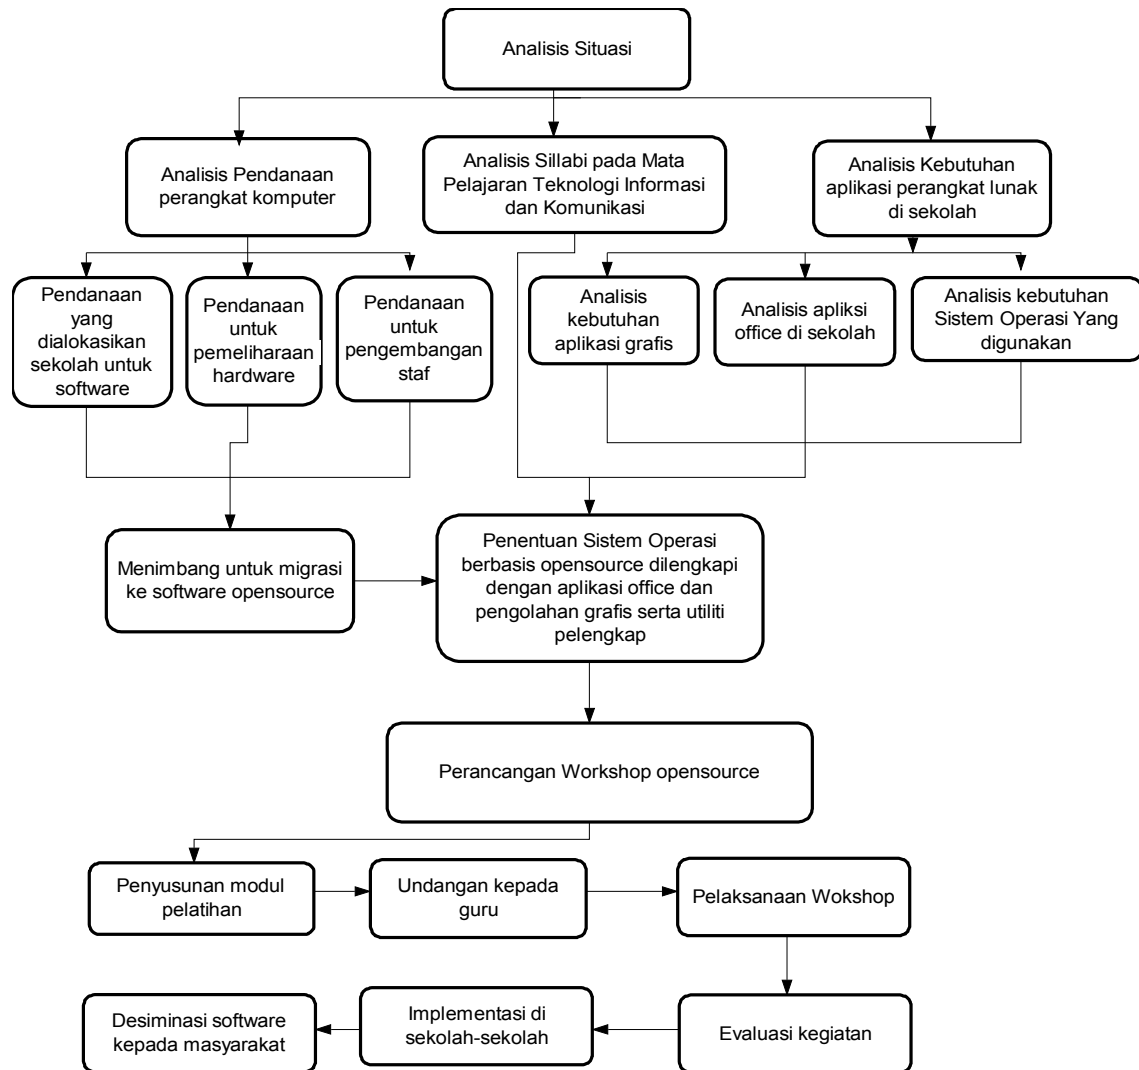 Analisis Situasi
Analisis Pendanaan
perangkat komputer
Analisis Sillabi pada Mata
Pelajaran Teknologi Informasi
dan Komunikasi
Analisis Kebutuhan
aplikasi perangkat lunak
di sekolah
Pendanaan
yang
dialokasikan
sekolah untuk
software
Pendanaan
untuk
pemeliharaan
hardware
Pendanaan
untuk
pengembangan
staf
Analisis
kebutuhan
aplikasi grafis
Analisis apliksi
office di sekolah
Analisis kebutuhan
Sistem Operasi Yang
digunakan
Menimbang untuk migrasi
ke software opensource
Penentuan Sistem Operasi
berbasis opensource dilengkapi
dengan aplikasi office dan
pengolahan grafis serta utiliti
pelengkap
Perancangan Workshop opensource
Penyusunan modul
pelatihan
Undangan kepada
guru
Pelaksanaan Wokshop
Desiminasi software
kepada masyarakat
Implementasi di
sekolah-sekolah
Evaluasi kegiatan